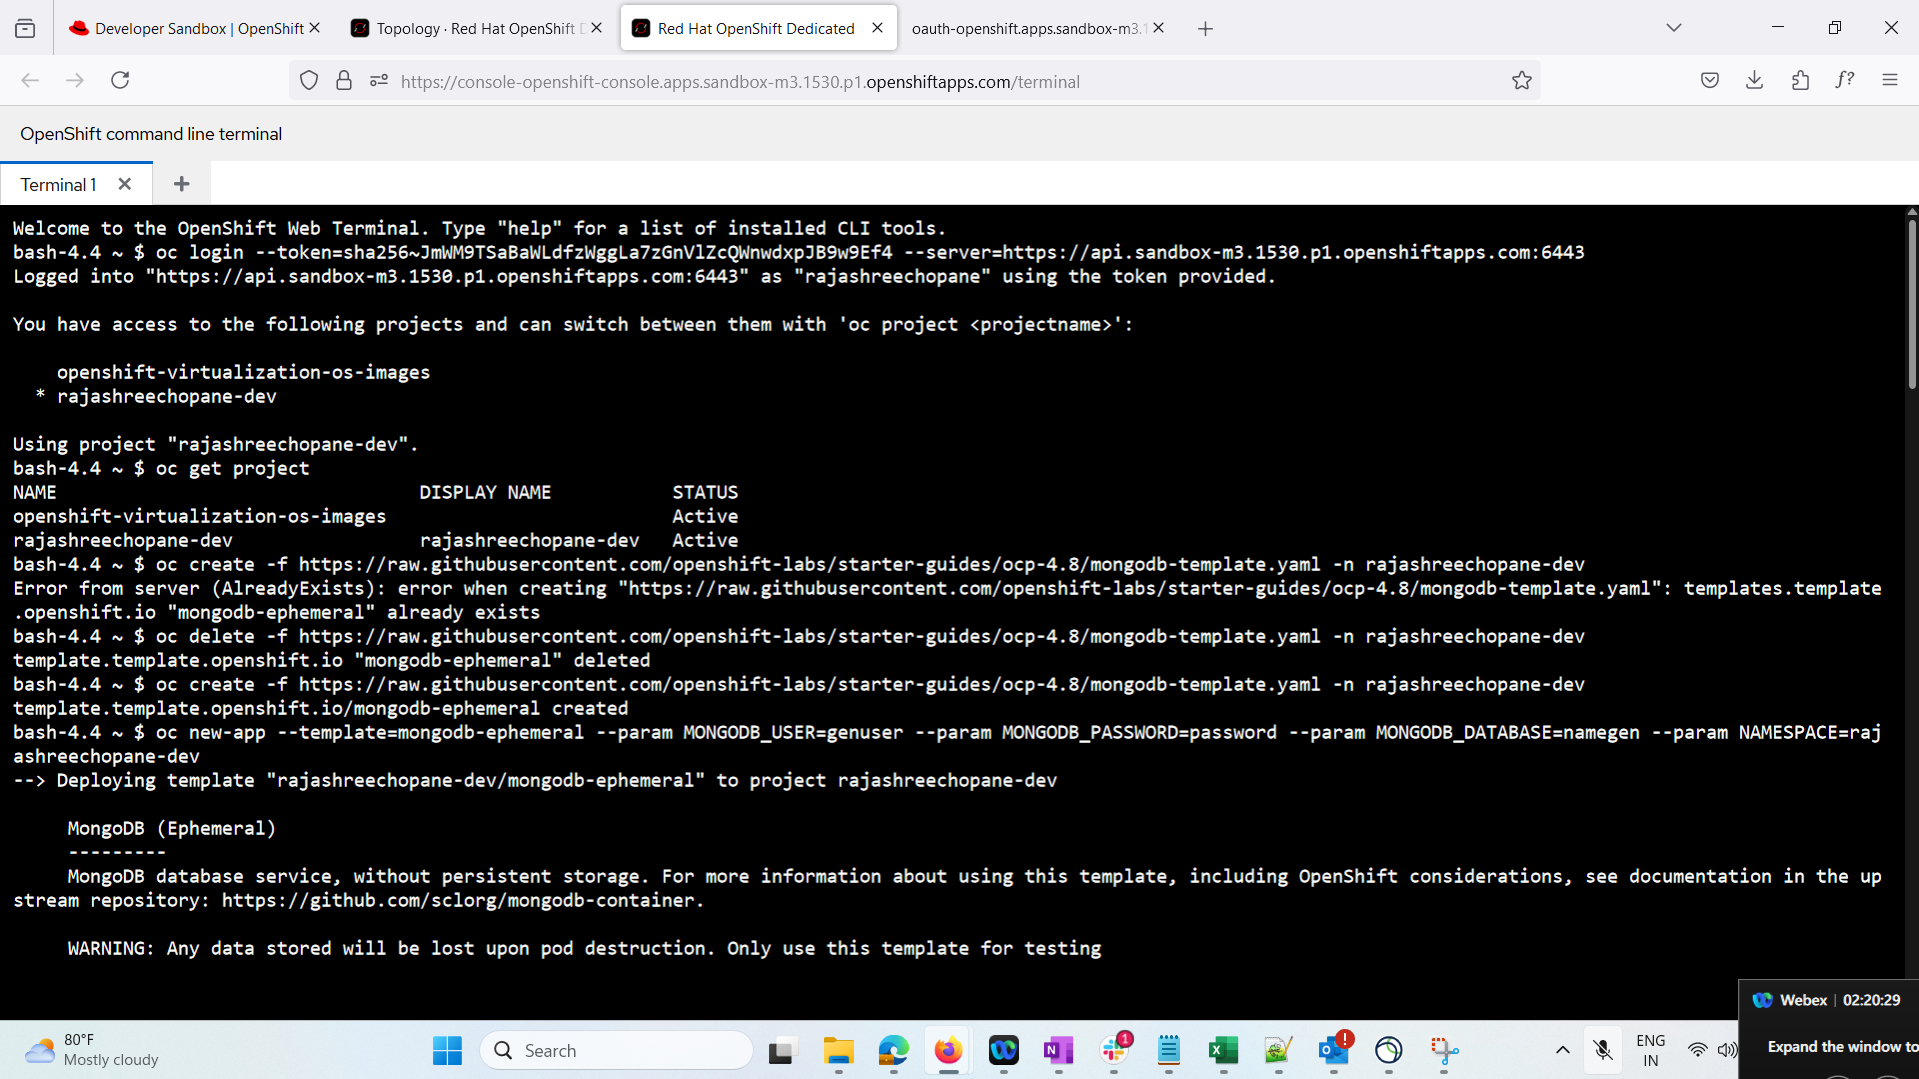 Developer Sandbox | OpenShift
Topology · Red Hat OpenShift D
Red Hat OpenShift Dedicated
oauth-openshift.apps.sandbox-m3.1
https://console-openshift-console.apps.sandbox-m3.1530.p1.openshiftapps.com/terminal
OpenShift command line terminal
Terminal 1
Welcome to the OpenShift Web Terminal. Type "help" for a list of installed CLI tools.
bash-4.4 ~ $ oc login --token=sha256~JmWM9TSaBaWLdfzWggLa7zGnVlZcQWnwdxpJB9w9Ef4 --server=https://api.sandbox-m3.1530.p1.openshiftapps.com:6443
Logged into "https://api.sandbox-m3.1530.p1.openshiftapps.com:6443" as "rajashreechopane" using the token provided.
You have access to the following projects and can switch between them with 'oc project <projectname>':
openshift-virtualization-os-images
* rajashreechopane-dev
Using project "rajashreechopane-dev".
bash-4.4 ~ $ oc get project
NAME DISPLAY NAME STATUS
openshift-virtualization-os-images Active
rajashreechopane-dev rajashreechopane-dev Active
bash-4.4 ~ $ oc create -f https://raw.githubusercontent.com/openshift-labs/starter-guides/ocp-4.8/mongodb-template.yaml -n rajashreechopane-dev
Error from server (AlreadyExists): error when creating "https://raw.githubusercontent.com/openshift-labs/starter-guides/ocp-4.8/mongodb-template.yaml": templates.template
.openshift.io "mongodb-ephemeral" already exists
bash-4.4 ~ $ oc delete -f https://raw.githubusercontent.com/openshift-labs/starter-guides/ocp-4.8/mongodb-template.yaml -n rajashreechopane-dev
template.template.openshift.io "mongodb-ephemeral" deleted
bash-4.4 ~ $ oc create -f https://raw.githubusercontent.com/openshift-labs/starter-guides/ocp-4.8/mongodb-template.yaml -n rajashreechopane-dev
template.template.openshift.io/mongodb-ephemeral created
bash-4.4 ~ $ oc new-app --template=mongodb-ephemeral --param MONGODB_USER=genuser --param MONGODB_PASSWORD=password --param MONGODB_DATABASE=namegen --param NAMESPACE=raj
ashreechopane-dev
--> Deploying template "rajashreechopane-dev/mongodb-ephemeral" to project rajashreechopane-dev
MongoDB (Ephemeral)
---------
MongoDB database service, without persistent storage. For more information about using this template, including OpenShift considerations, see documentation in the up
stream repository: https://github.com/sclorg/mongodb-container.
WARNING: Any data stored will be lost upon pod destruction. Only use this template for testing
Webex | 02:20:29
Expand the window to
80°F
Mostly cloudy
Search
1
ENG
IN